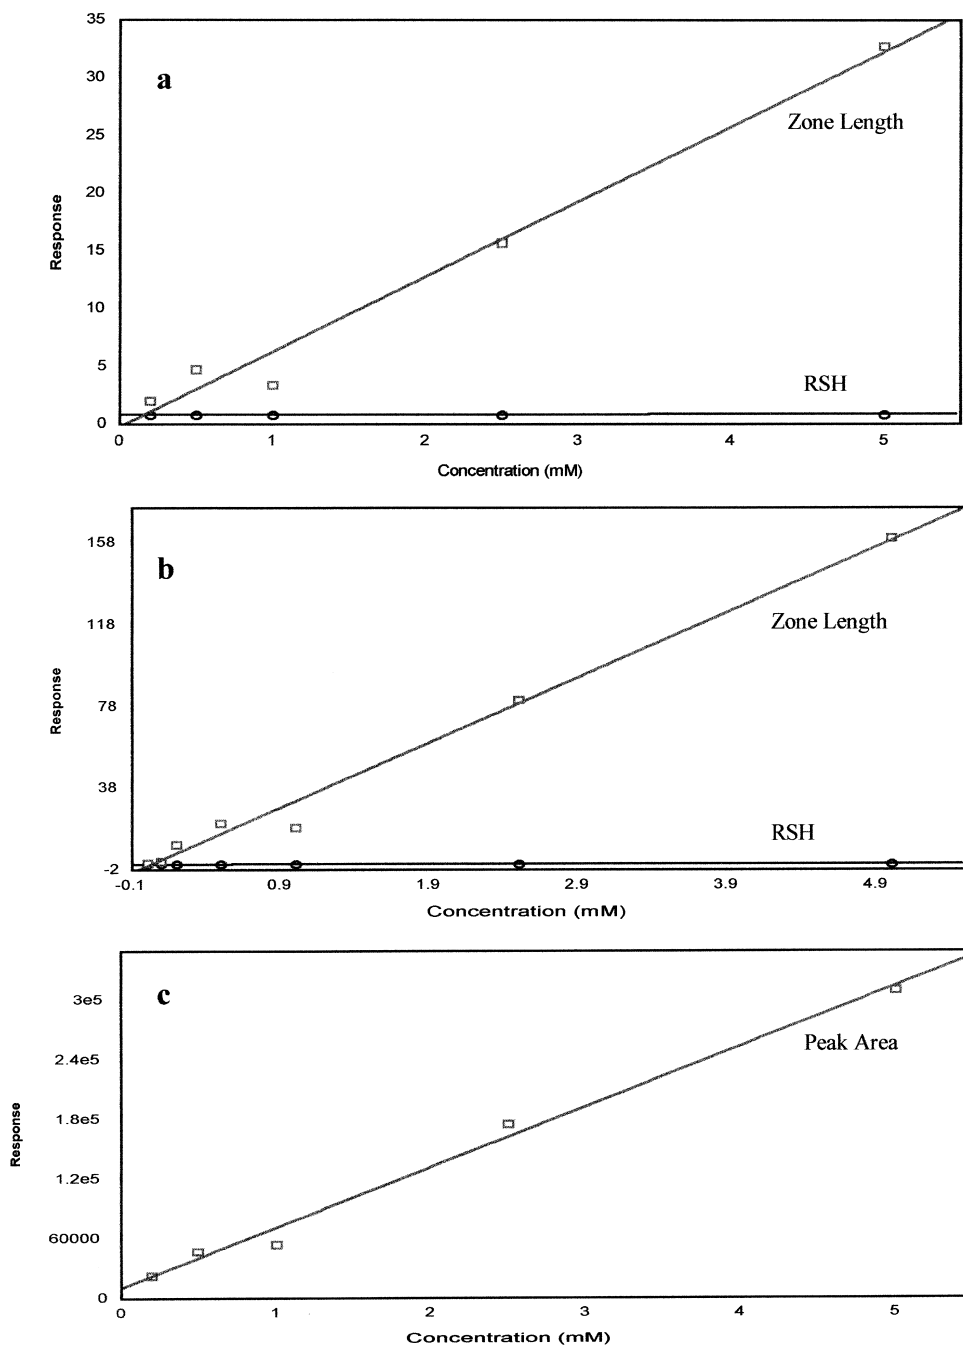 35
a
30
Zone Length
25
20
Response
15
10
5
RSH
0
0 1 2 3 4 5
Concentration (mM)
158
b
118
Zone Length
Response
78
38
RSH
-2
-0.1 0.9 1.9 2.9 3.9 4.9
Concentration (mM)
c
3e5
Peak Area
2.4e5
Response
1.8e5
1.2e5
60000
0
0 1 2 3 4 5
Concentration (mM)